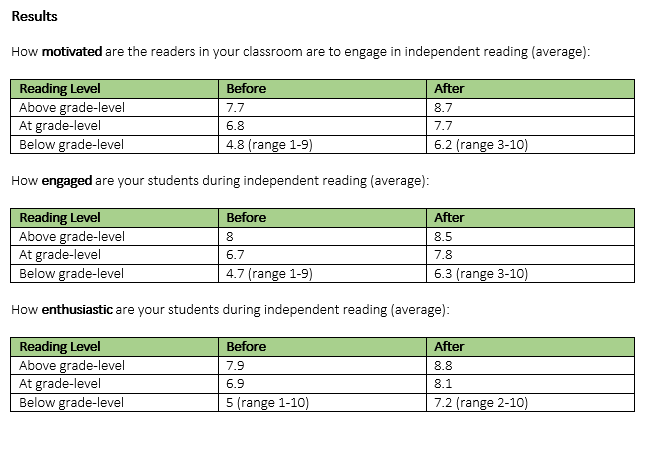 Results
How motivated are the readers in your classroom are to engage in independent reading (average):
Reading Level Before After
Above grade-level 7.7 8.7
At grade-level 6.8 7.7
Below grade-level 4.8 (range 1-9) 6.2 (range 3-10)
How engaged are your students during independent reading (average):
Reading Level Before After
Above grade-level 8 8.5
At grade-level 6.7 7.8
Below grade-level 4.7 (range 1-9) 6.3 (range 3-10)
How enthusiastic are your students during independent reading (average):
Reading Level Before After
Above grade-level 7.9 8.8
At grade-level 6.9 8.1
Below grade-level 5 (range 1-10) 7.2 (range 2-10)